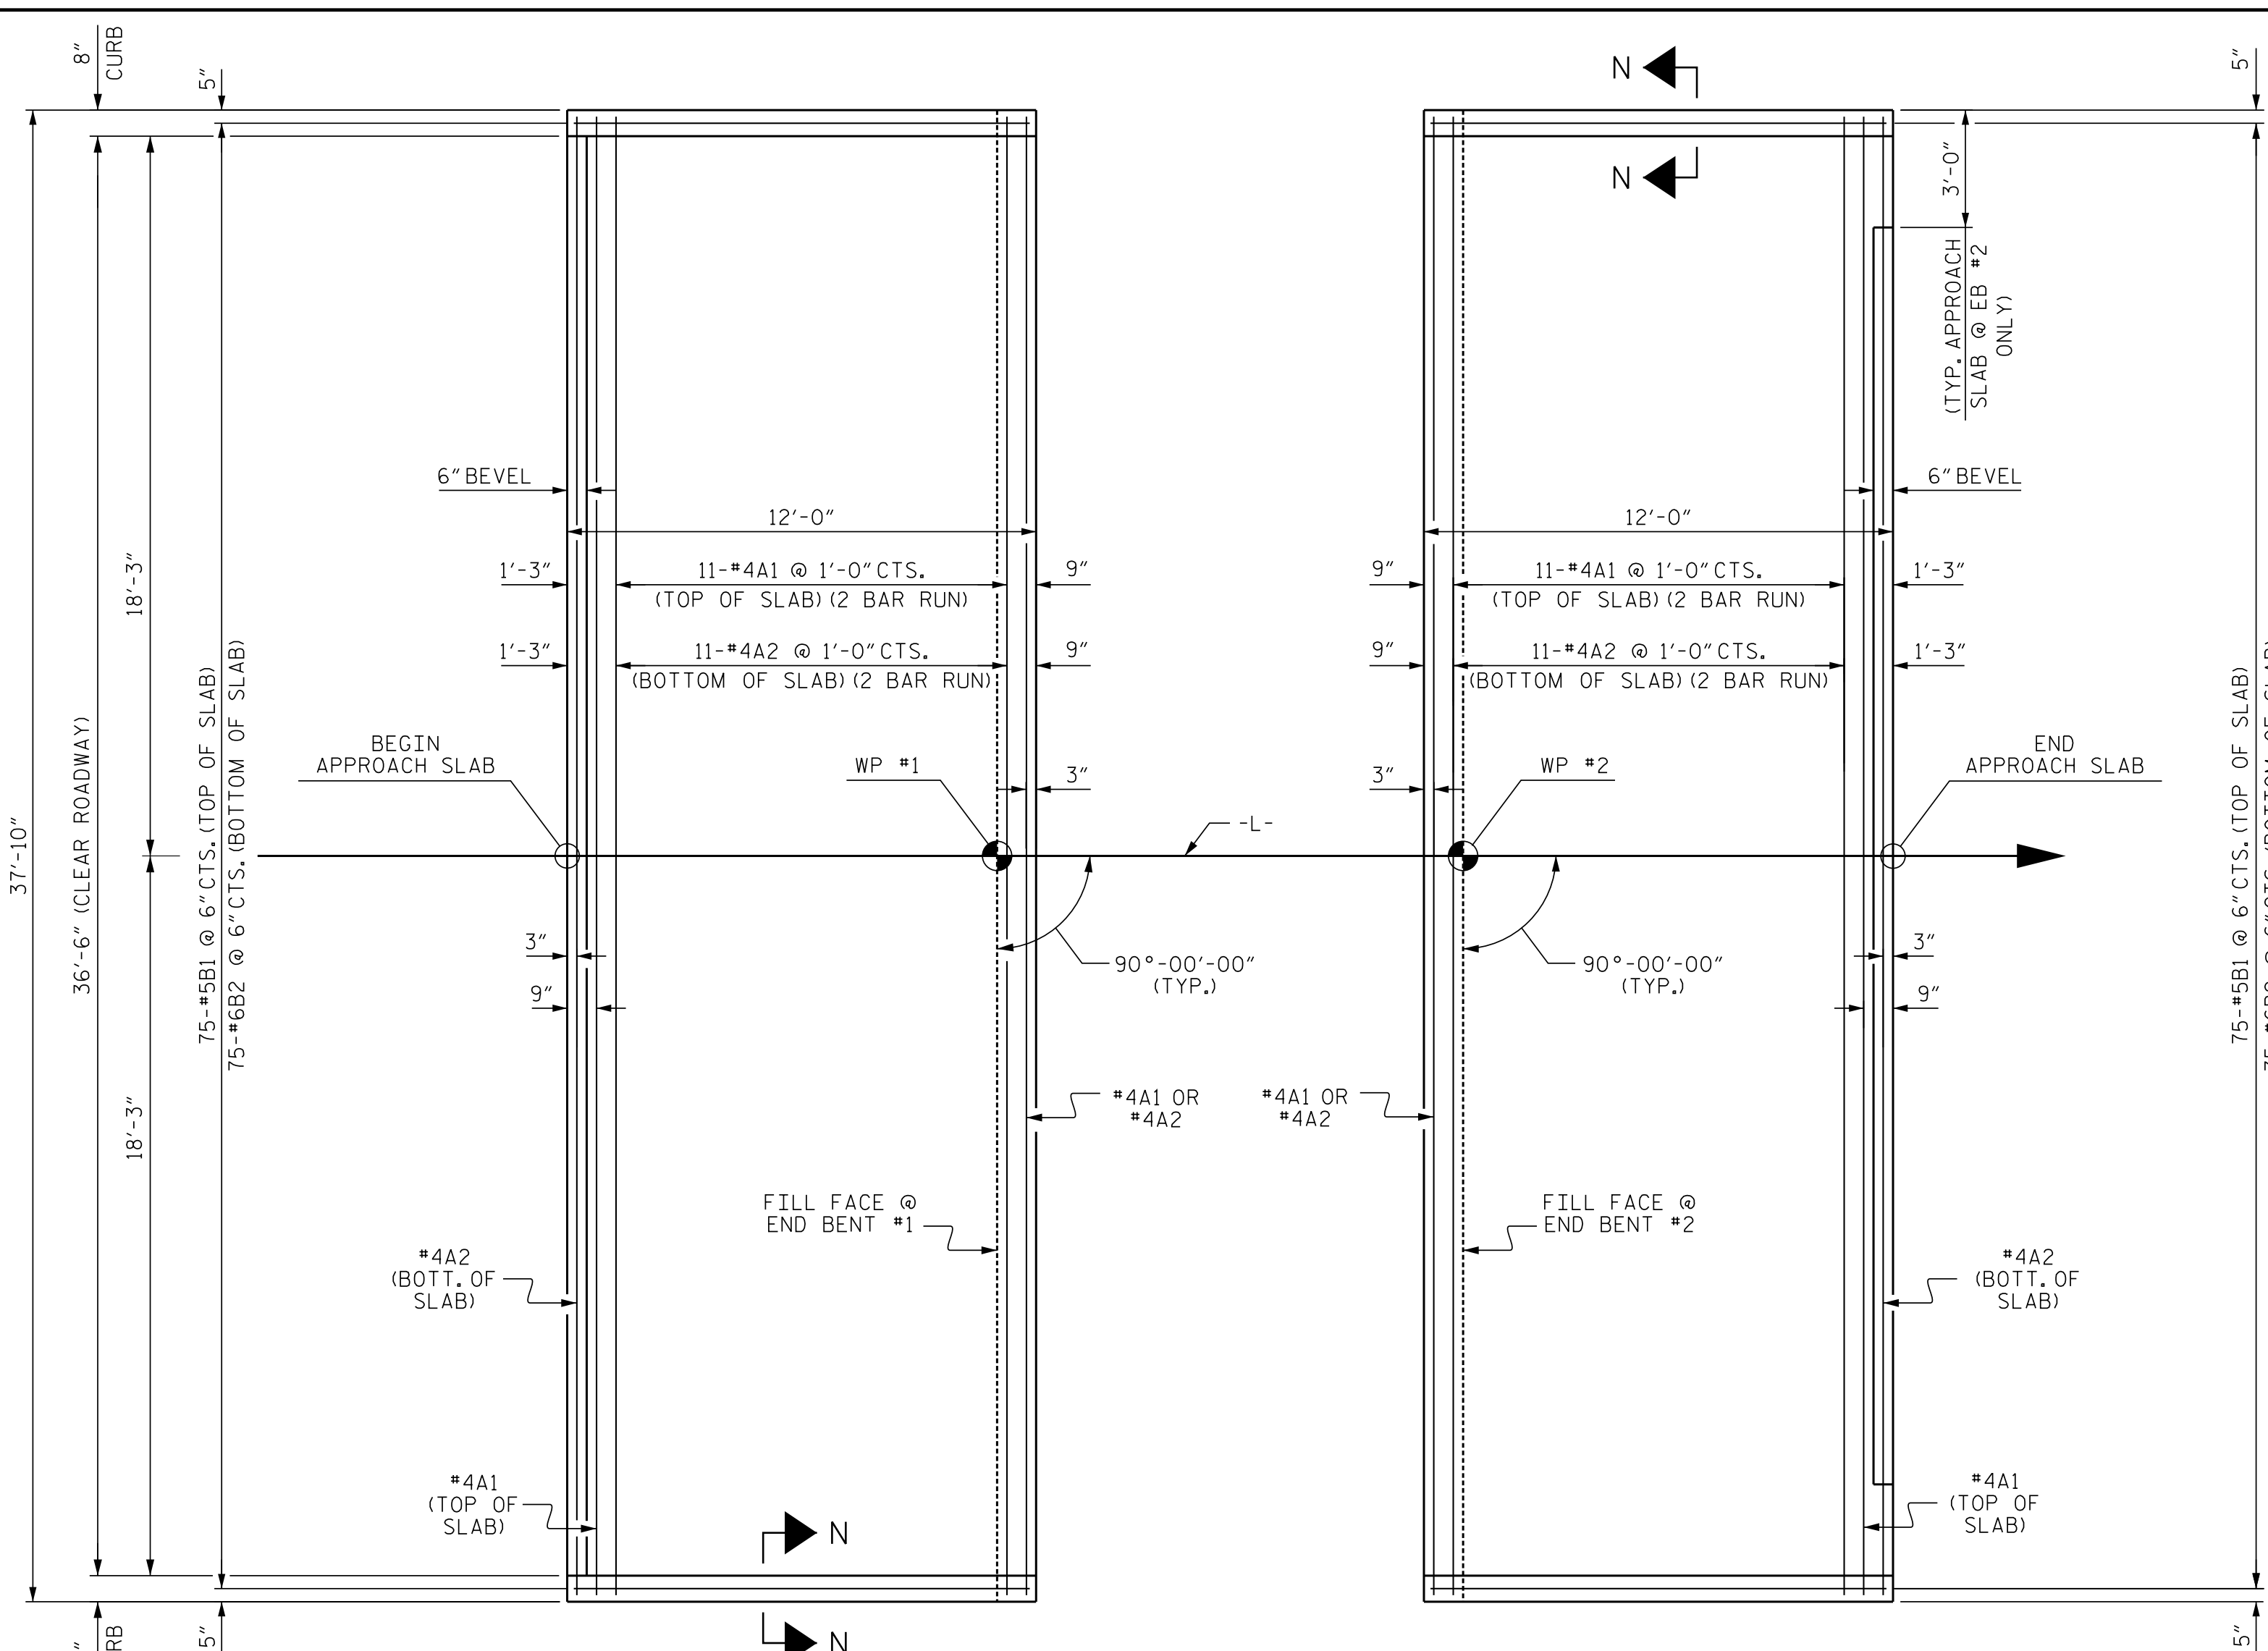 8″
CURB
5″
37′-10″
36′-6″ (CLEAR ROADWAY)
18′-3″
18′-3″
75-#5B1 @ 6″ CTS. (TOP OF SLAB)
75-#6B2 @ 6″ CTS. (BOTTOM OF SLAB)
5″
RB
6″ BEVEL
12′-0″
1′-3″
11-#4A1 @ 1′-0″ CTS.
(TOP OF SLAB) (2 BAR RUN)
9″
1′-3″
11-#4A2 @ 1′-0″ CTS.
(BOTTOM OF SLAB) (2 BAR RUN)
9″
BEGIN
APPROACH SLAB
WP #1
3″
-L-
3″
9″
90°-00′-00″
(TYP.)
#4A1 OR
#4A2
FILL FACE @
END BENT #1
#4A2
(BOTT. OF
SLAB)
#4A1
(TOP OF
SLAB)
N
N
N
N
3′-0″
(TYP. APPROACH
SLAB @ EB #2
ONLY)
6″ BEVEL
12′-0″
9″
11-#4A1 @ 1′-0″ CTS.
(TOP OF SLAB) (2 BAR RUN)
1′-3″
9″
11-#4A2 @ 1′-0″ CTS.
(BOTTOM OF SLAB) (2 BAR RUN)
1′-3″
3″
WP #2
END
APPROACH SLAB
90°-00′-00″
(TYP.)
3″
9″
#4A1 OR
#4A2
FILL FACE @
END BENT #2
#4A2
(BOTT. OF
SLAB)
#4A1
(TOP OF
SLAB)
5″
75-#5B1 @ 6″ CTS. (TOP OF SLAB)
5″